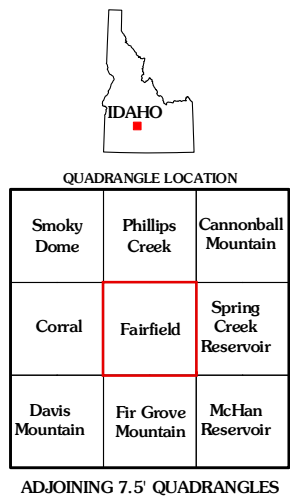 IDAHO
QUADRANGLE LOCATION
Smoky
Dome
Phillips
Creek
Cannonball
Mountain
Corral
Fairfield
Spring
Creek
Reservoir
Davis
Mountain
Fir Grove
Mountain
McHan
Reservoir
ADJOINING 7.5' QUADRANGLES